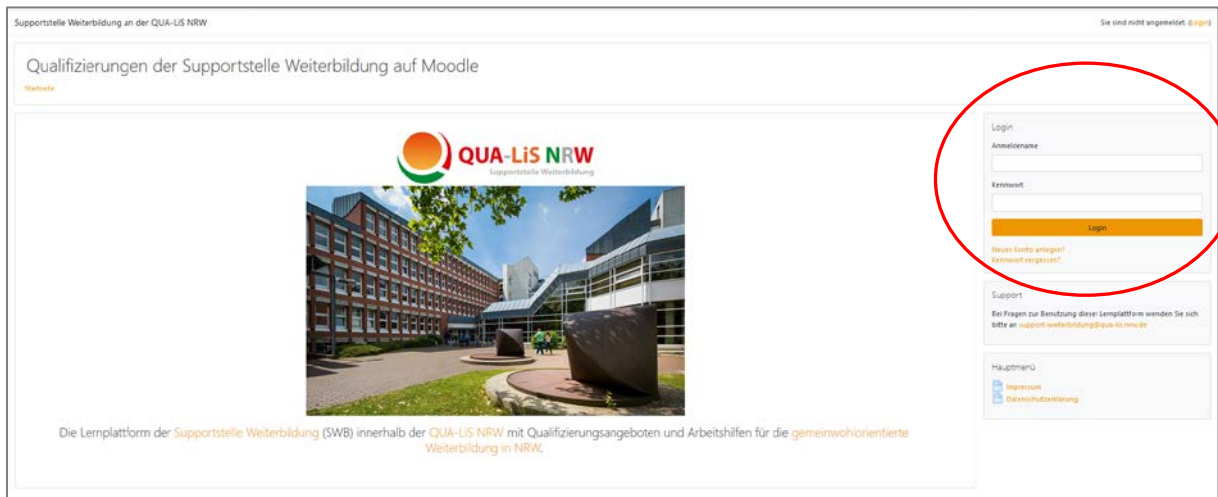 Supportstelle Weiterbildung an der QUA-LiS NRW
Sie sind nicht angemeldet. (Login)
Qualifizierungen der Supportstelle Weiterbildung auf Moodle
Startseite
QUA-LiS NRW
Supportstelle Weiterbildung
Die Lernplattform der Supportstelle Weiterbildung (SWB) innerhalb der QUA-LiS NRW mit Qualifizierungsangeboten und Arbeitshilfen für die gemeinwohlorientierte
Weiterbildung in NRW.
Login
Anmeldename
Kennwort
Login
Neues Konto anlegen?
Kennwort vergessen?
Support
Bei Fragen zur Benutzung dieser Lernplattform wenden Sie sich
bitte an support-weiterbildung@qua-lis.nrw.de
Hauptmenü
Impressum
Datenschutzerklärung